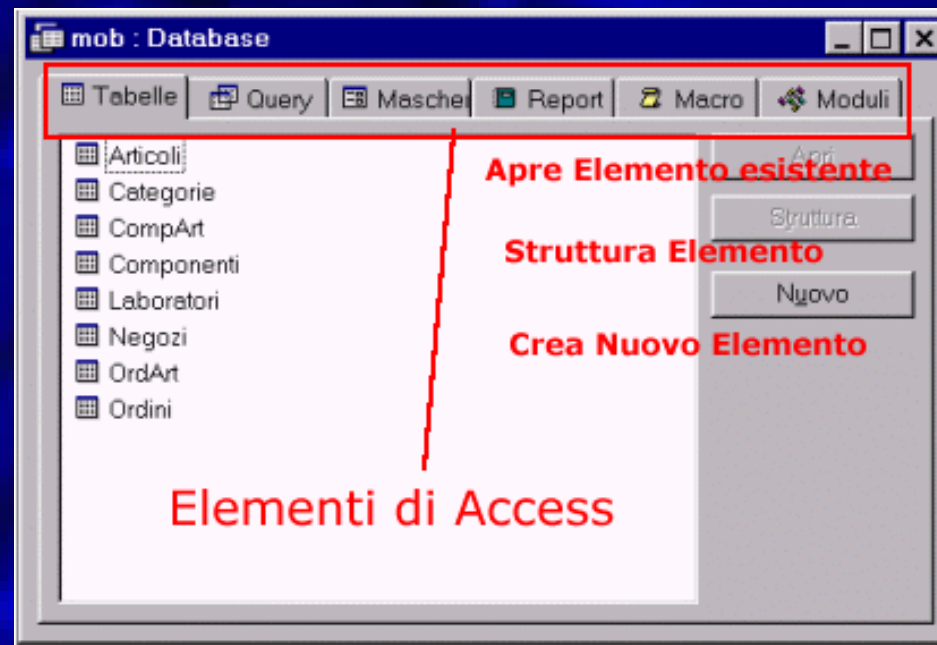 mob : Database
Tabelle Query Mascher Report Macro Moduli
Articoli
Categorie
CompArt
Componenti
Laboratori
Negozi
OrdArt
Ordini
Apri
Apre Elemento esistente
Struttura
Struttura Elemento
Nuovo
Crea Nuovo Elemento
Elementi di Access